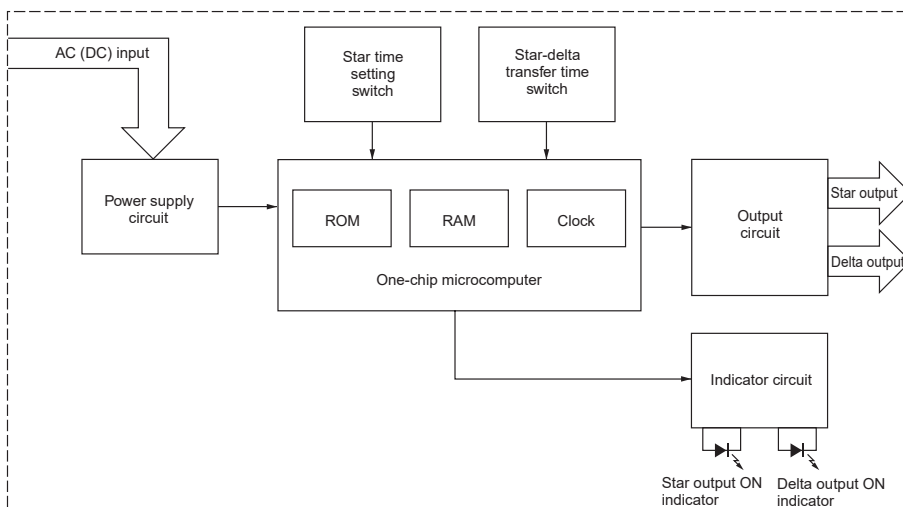 AC (DC) input
Star time
setting
switch
Star-delta
transfer time
switch
Power supply
circuit
ROM
RAM
Clock
One-chip microcomputer
Output
circuit
Star output
Delta output
Indicator circuit
Star output ON
indicator
Delta output ON
indicator